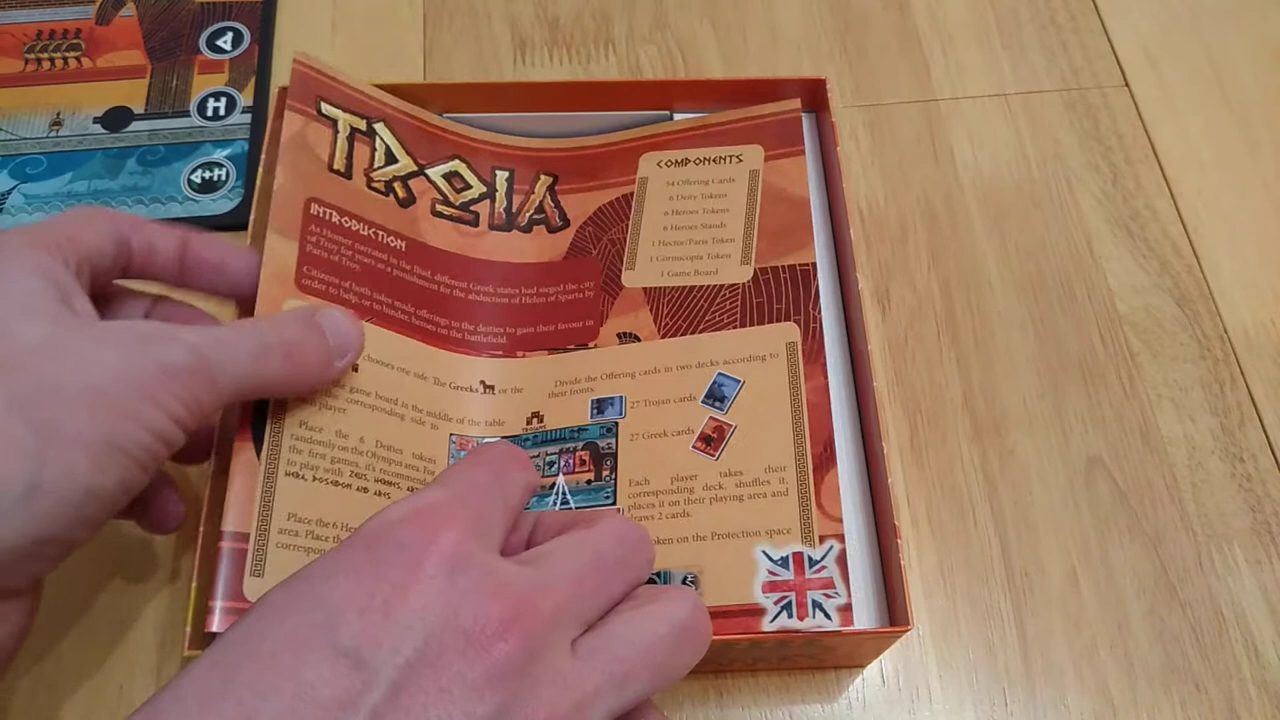 TROIA
COMPONENTS
54 Offering Cards
6 Deity Tokens
6 Heroes Tokens
6 Heroes Stands
1 Hector/Paris Token
1 Cornucopia Token
1 Game Board
INTRODUCTION
As Homer narrated in the Iliad, different Greek states had sieged the city
of Troy for years as a punishment for the abduction of Helen of Sparta by
Paris of Troy.
Citizens of both sides made offerings to the deities to gain their favour in
order to help, or to hinder, heroes on the battlefield.
chooses one side: The Greeks or the
game board in the middle of the table
corresponding side to
player.
Place the 6 Deities tokens
randomly on the Olympus area. For
the first games, it's recommended
to play with ZEUS, HERMES,
HERA, POSEIDON AND ARES.
Place the 6
area. Place the
TROJANS
Divide the Offering cards in two decks according to
their fronts:
27 Trojan cards
27 Greek cards
Each player takes their
corresponding deck, shuffles it,
places it on their playing area and
draws 2 cards.
on the Protection space
Δ
H
Δ+H